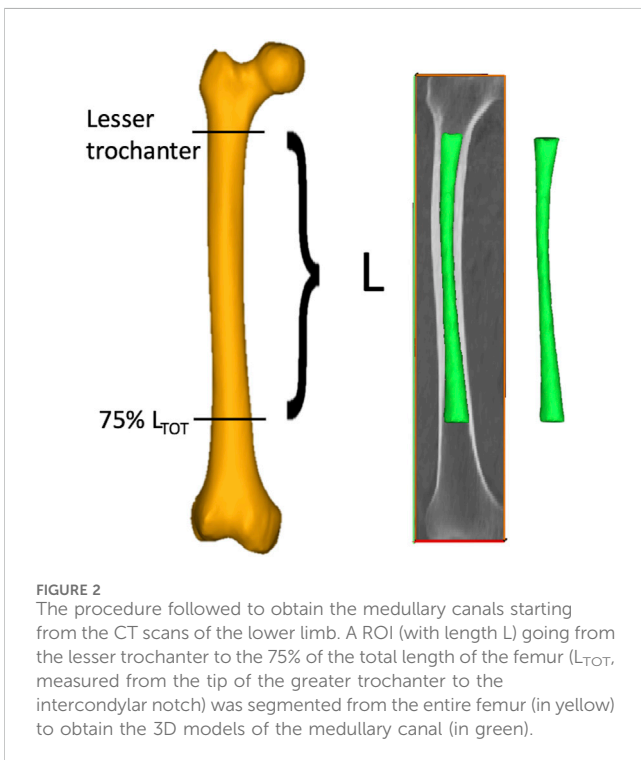 Lesser
trochanter
L
75% LTOT
FIGURE 2
The procedure followed to obtain the medullary canals starting
from the CT scans of the lower limb. A ROI (with length L) going from
the lesser trochanter to the 75% of the total length of the femur (LTOT,
measured from the tip of the greater trochanter to the
intercondylar notch) was segmented from the entire femur (in yellow)
to obtain the 3D models of the medullary canal (in green).